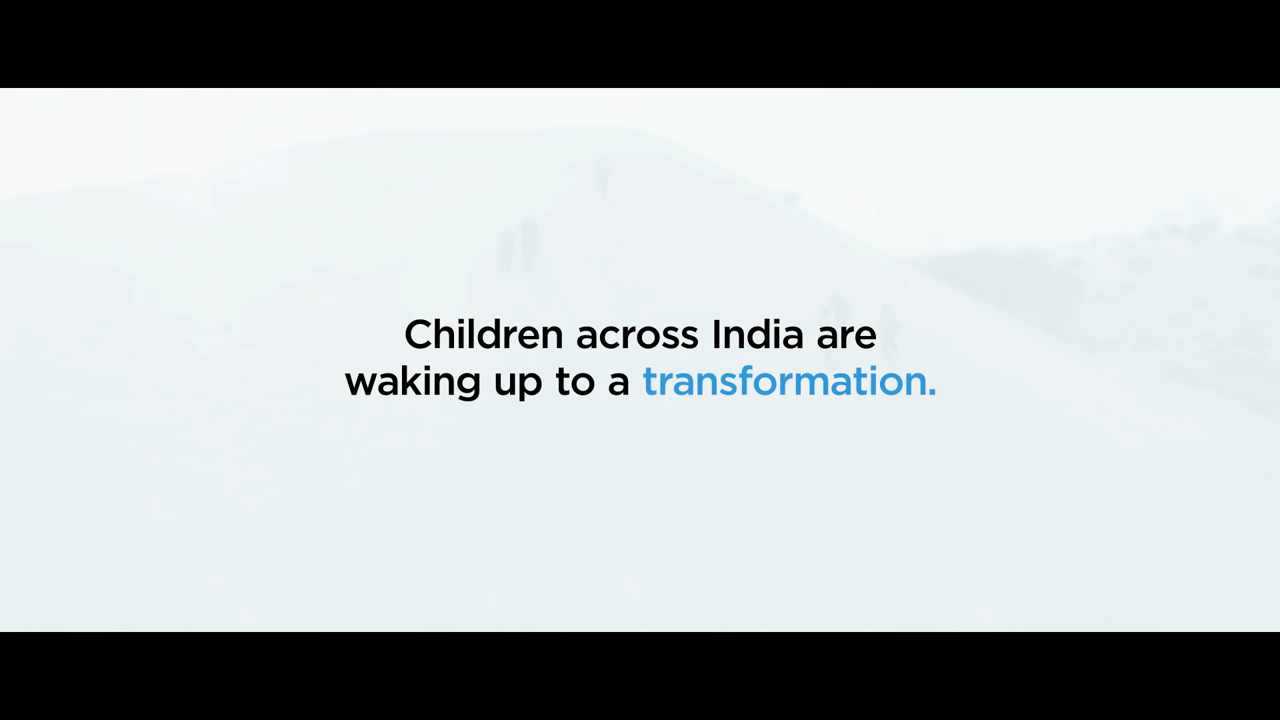 Children across India are
waking up to a transformation.